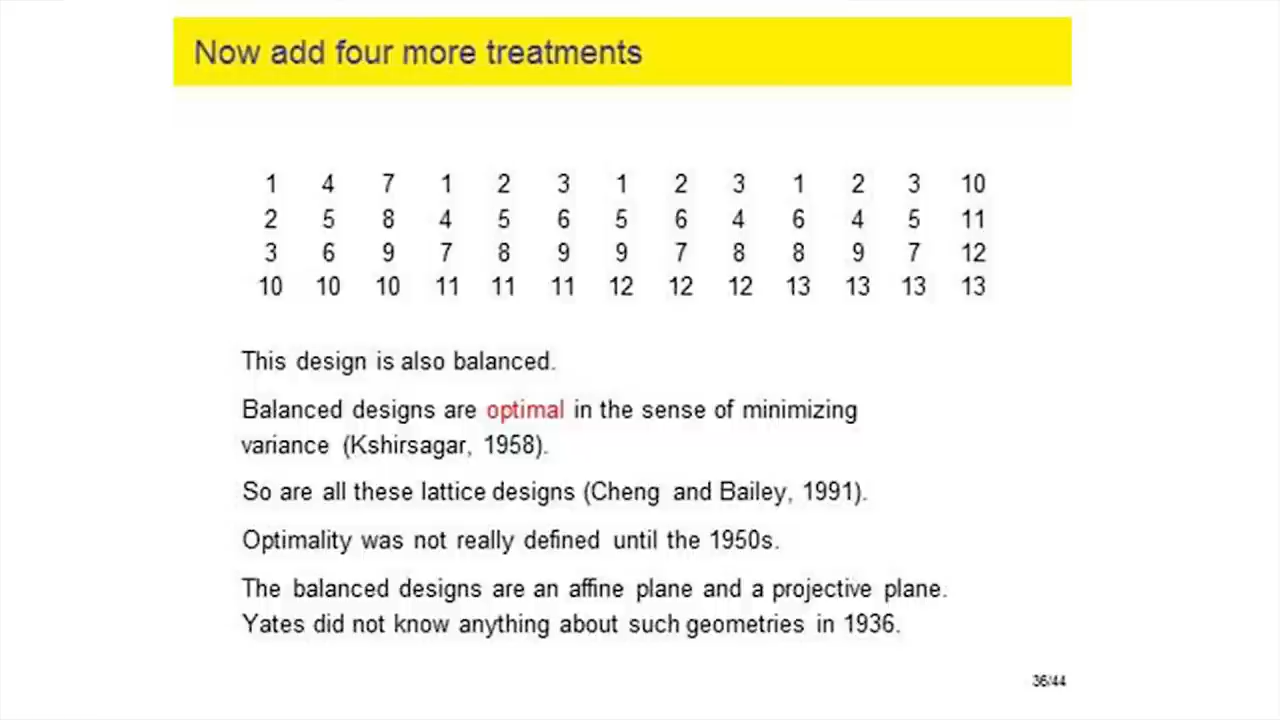 Now add four more treatments
1 4 7 1 2 3 1 2 3 1 2 3 10
2 5 8 4 5 6 5 6 4 6 4 5 11
3 6 9 7 8 9 9 7 8 8 9 7 12
10 10 10 11 11 11 12 12 12 13 13 13 13
This design is also balanced.
Balanced designs are optimal in the sense of minimizing
variance (Kshirsagar, 1958).
So are all these lattice designs (Cheng and Bailey, 1991).
Optimality was not really defined until the 1950s.
The balanced designs are an affine plane and a projective plane.
Yates did not know anything about such geometries in 1936.
36/44